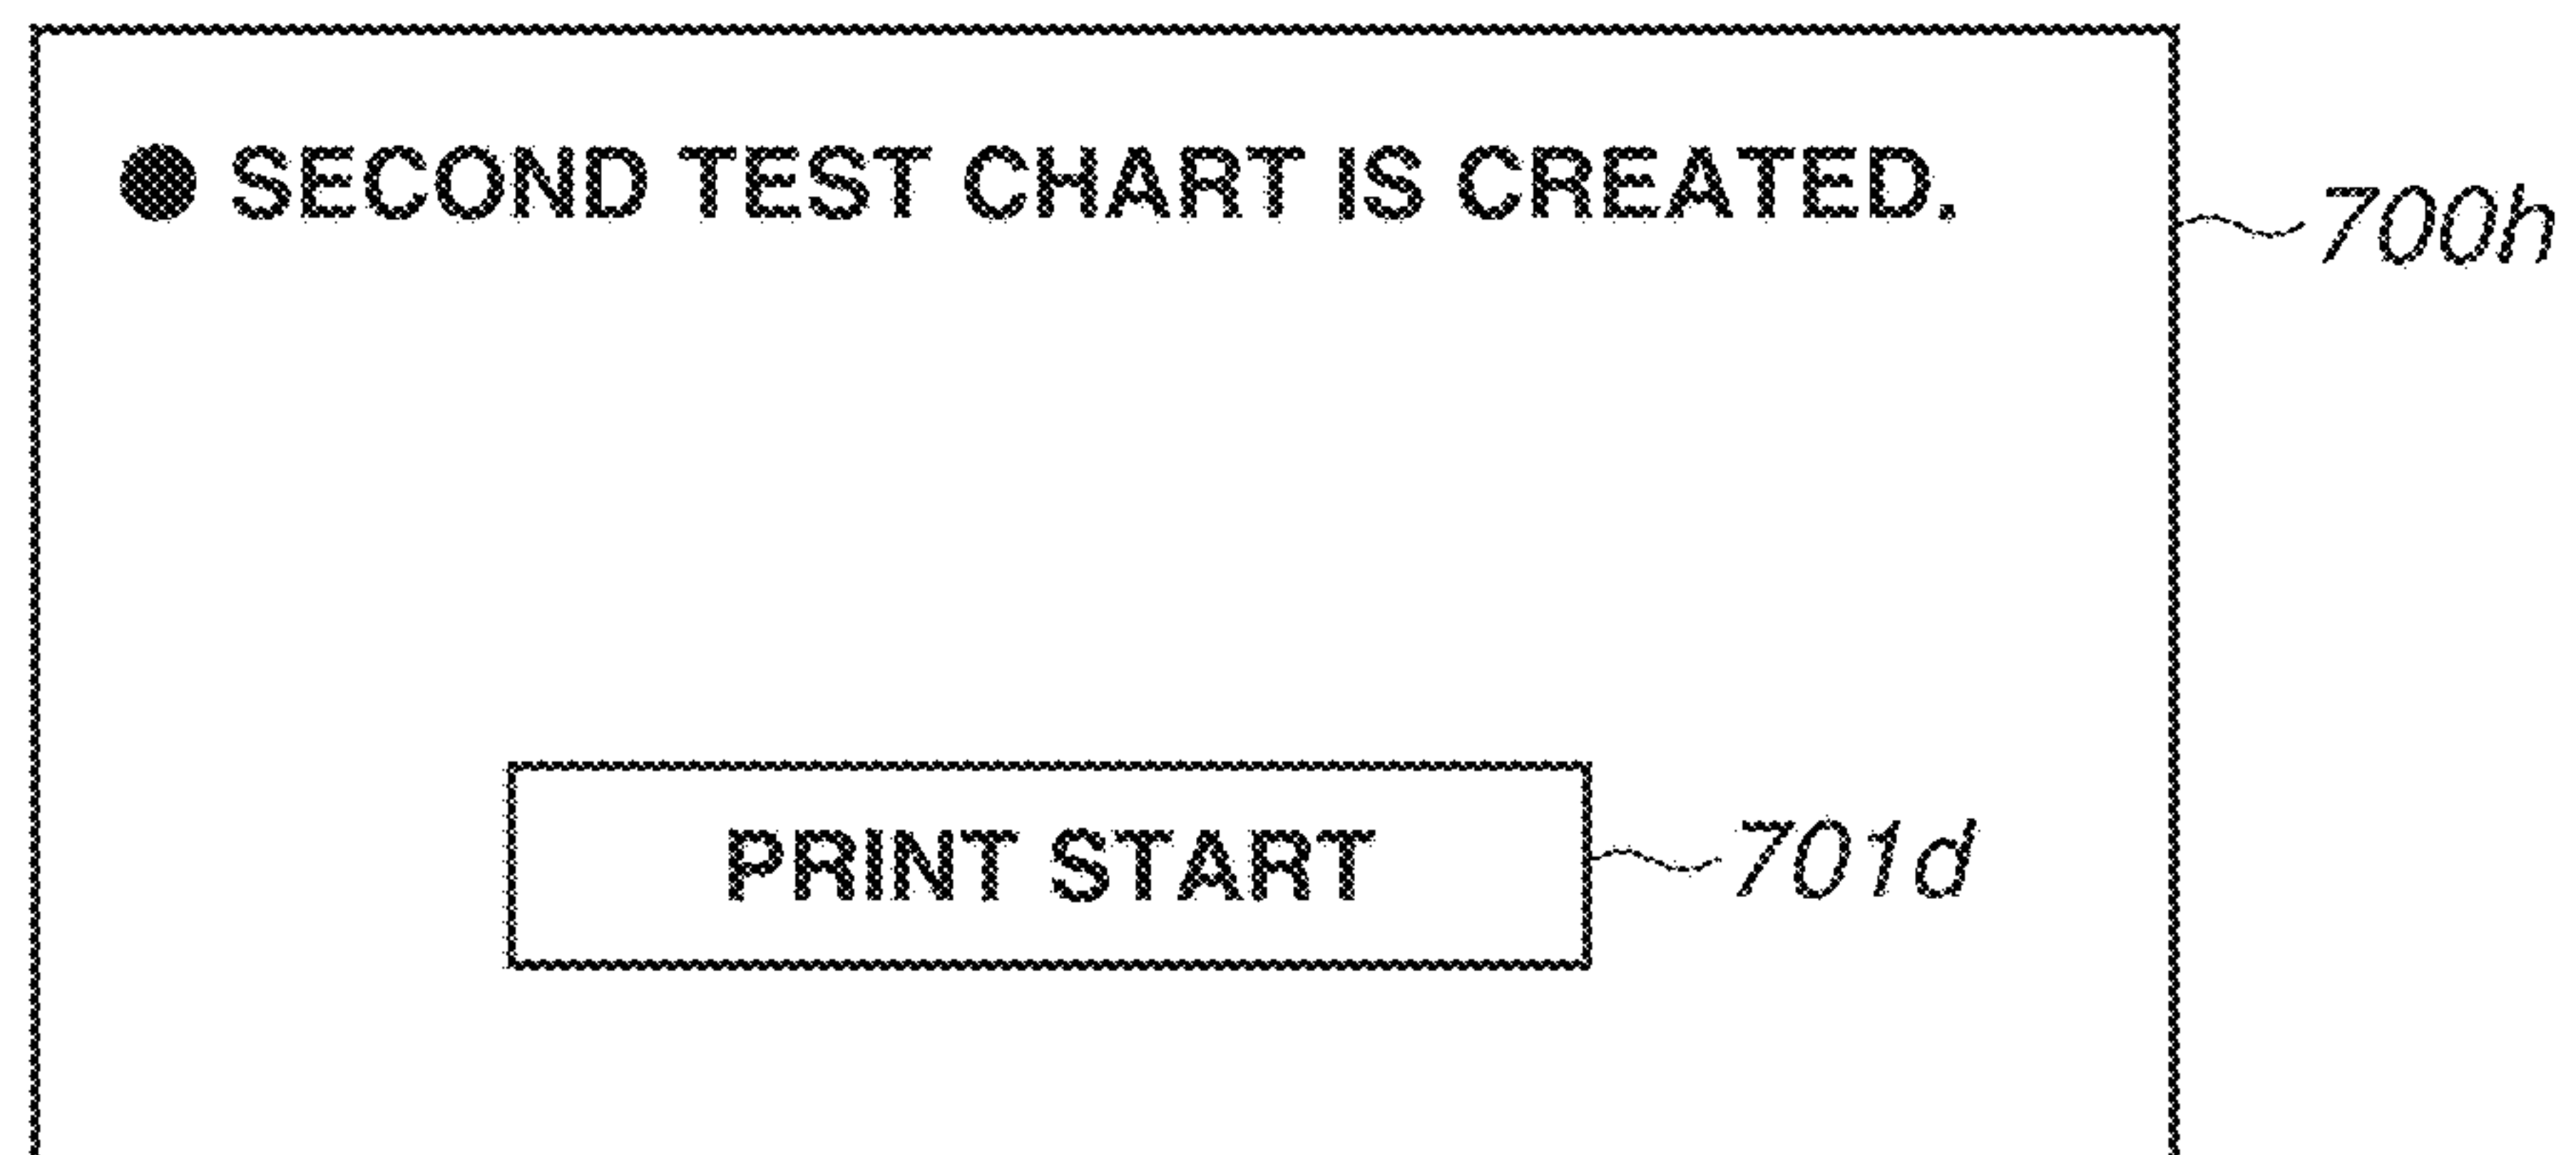 ● SECOND TEST CHART IS CREATED.
700h
PRINT START
701d